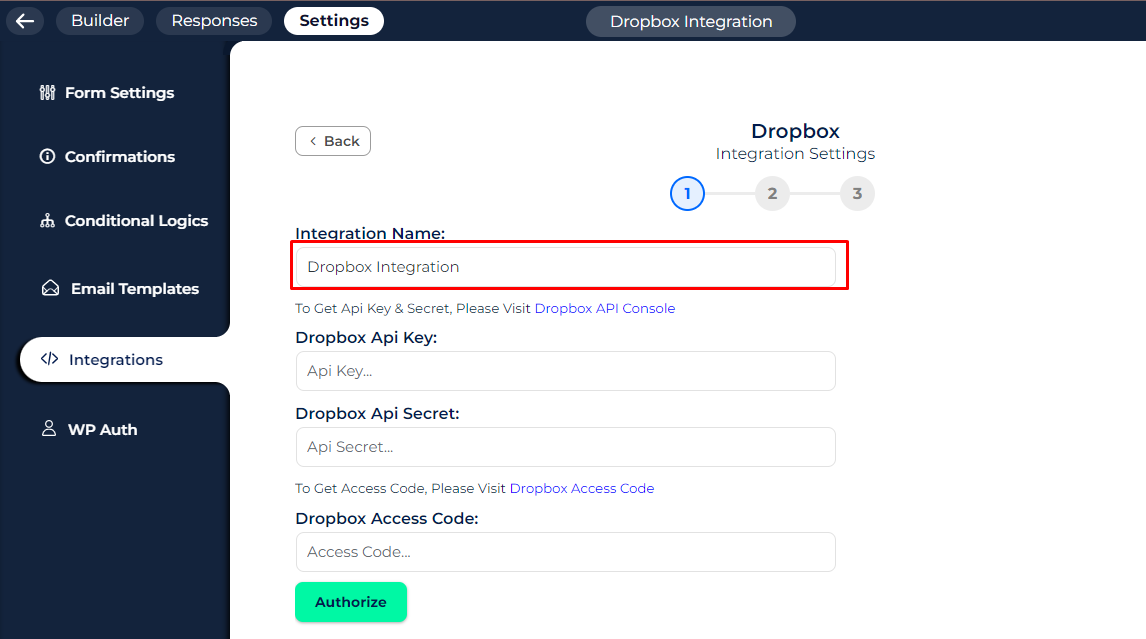 Builder
Responses
Settings
Dropbox Integration
Form Settings
Confirmations
Conditional Logics
Email Templates
Integrations
WP Auth
Back
Dropbox
Integration Settings
1 2 3
Integration Name:
Dropbox Integration
To Get Api Key & Secret, Please Visit Dropbox API Console
Dropbox Api Key:
Api Key...
Dropbox Api Secret:
Api Secret...
To Get Access Code, Please Visit Dropbox Access Code
Dropbox Access Code:
Access Code...
Authorize